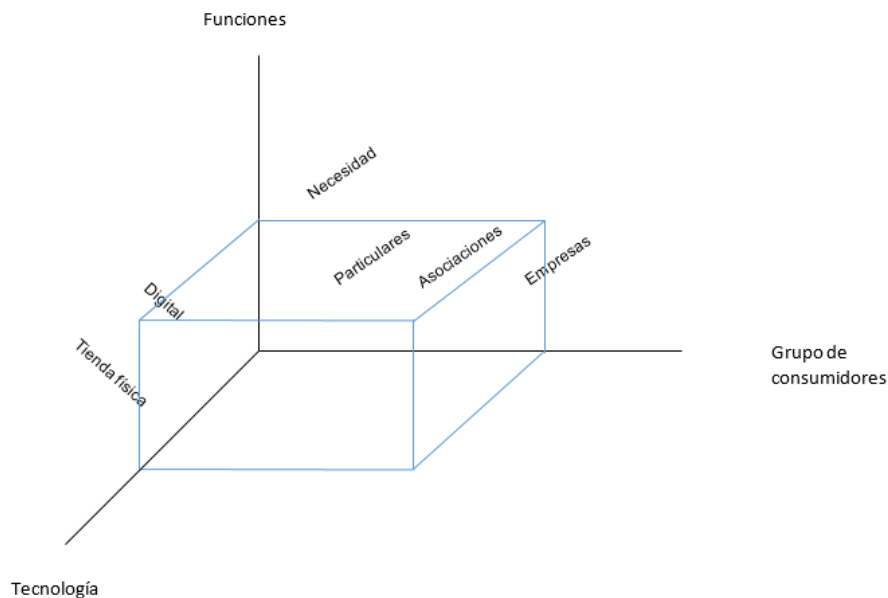 Funciones
Necesidad
Particulares
Asociaciones
Empresas
Digital
Tienda física
Grupo de
consumidores
Tecnología